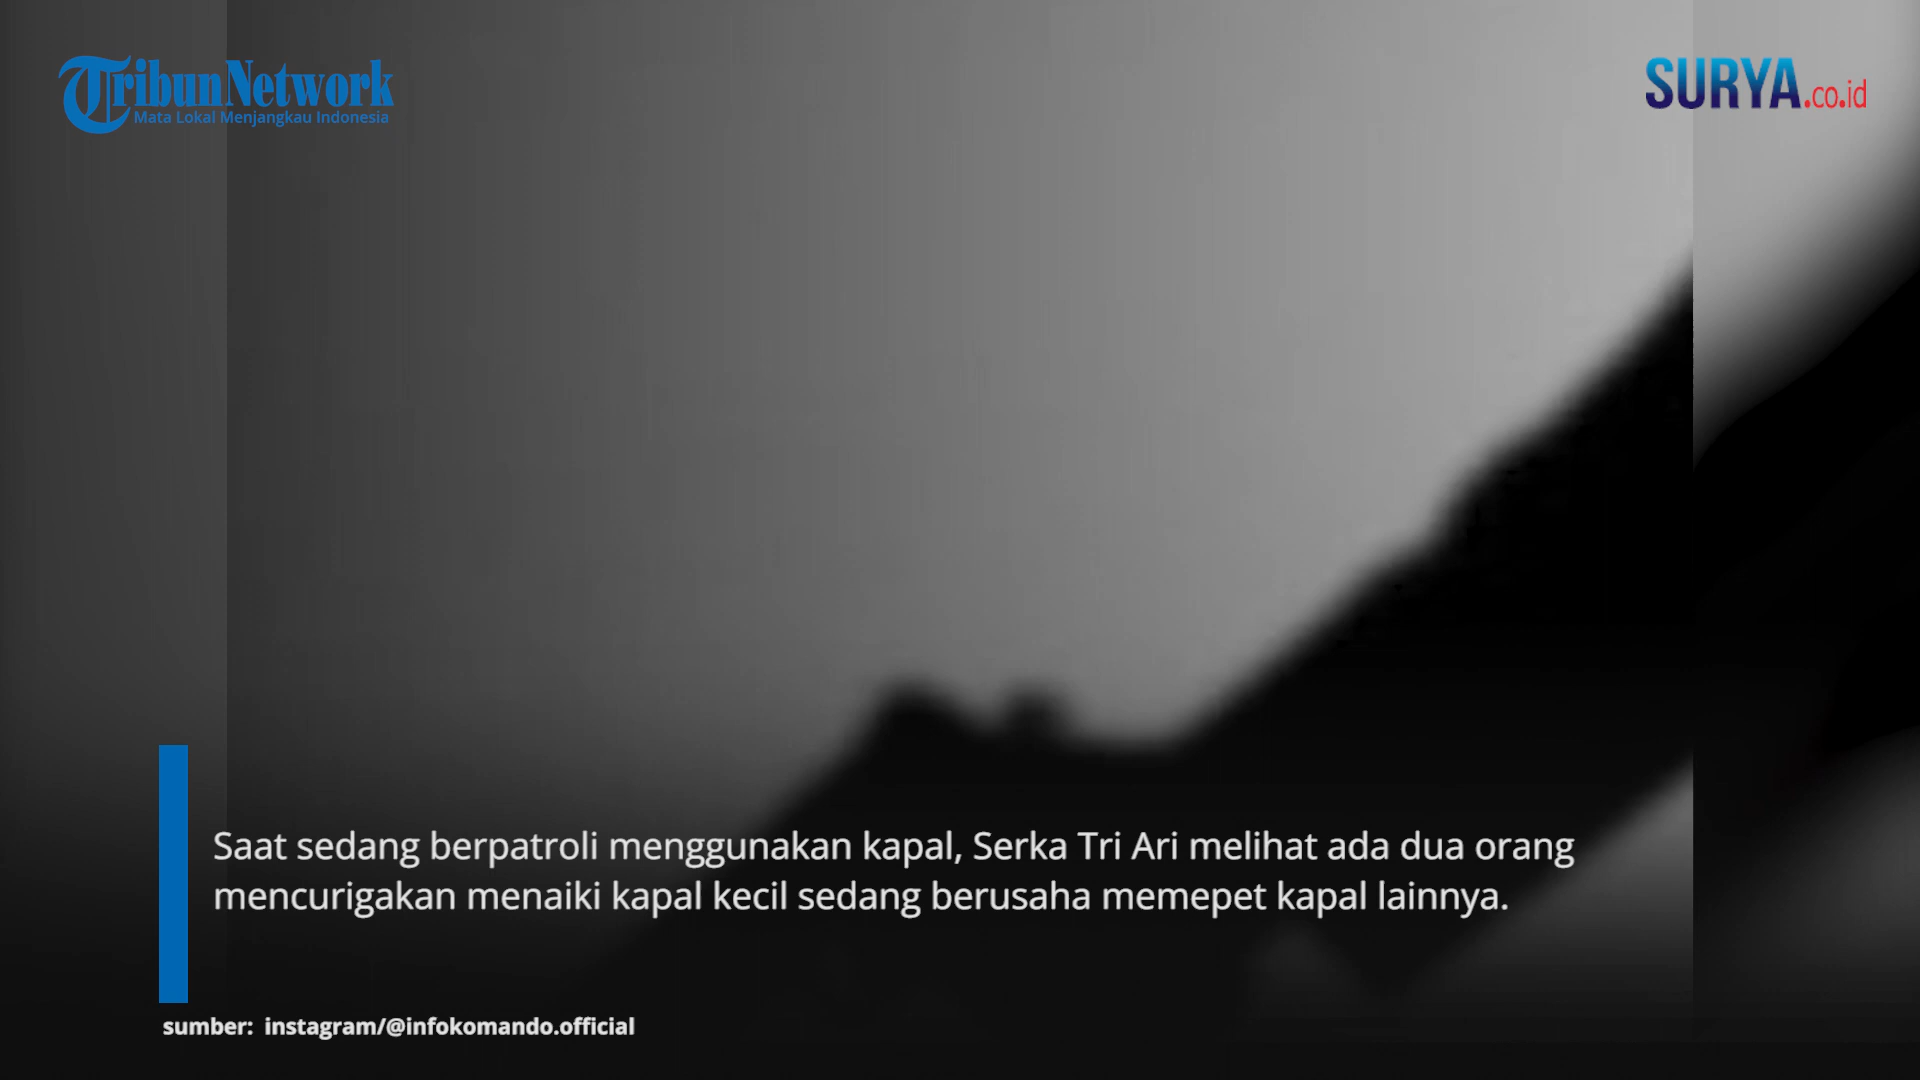 TribunNetwork
Mata Lokal Menjangkau Indonesia
SURYA.co.id
Saat sedang berpatroli menggunakan kapal, Serka Tri Ari melihat ada dua orang
mencurigakan menaiki kapal kecil sedang berusaha memepet kapal lainnya.
sumber: instagram/@infokomando.official